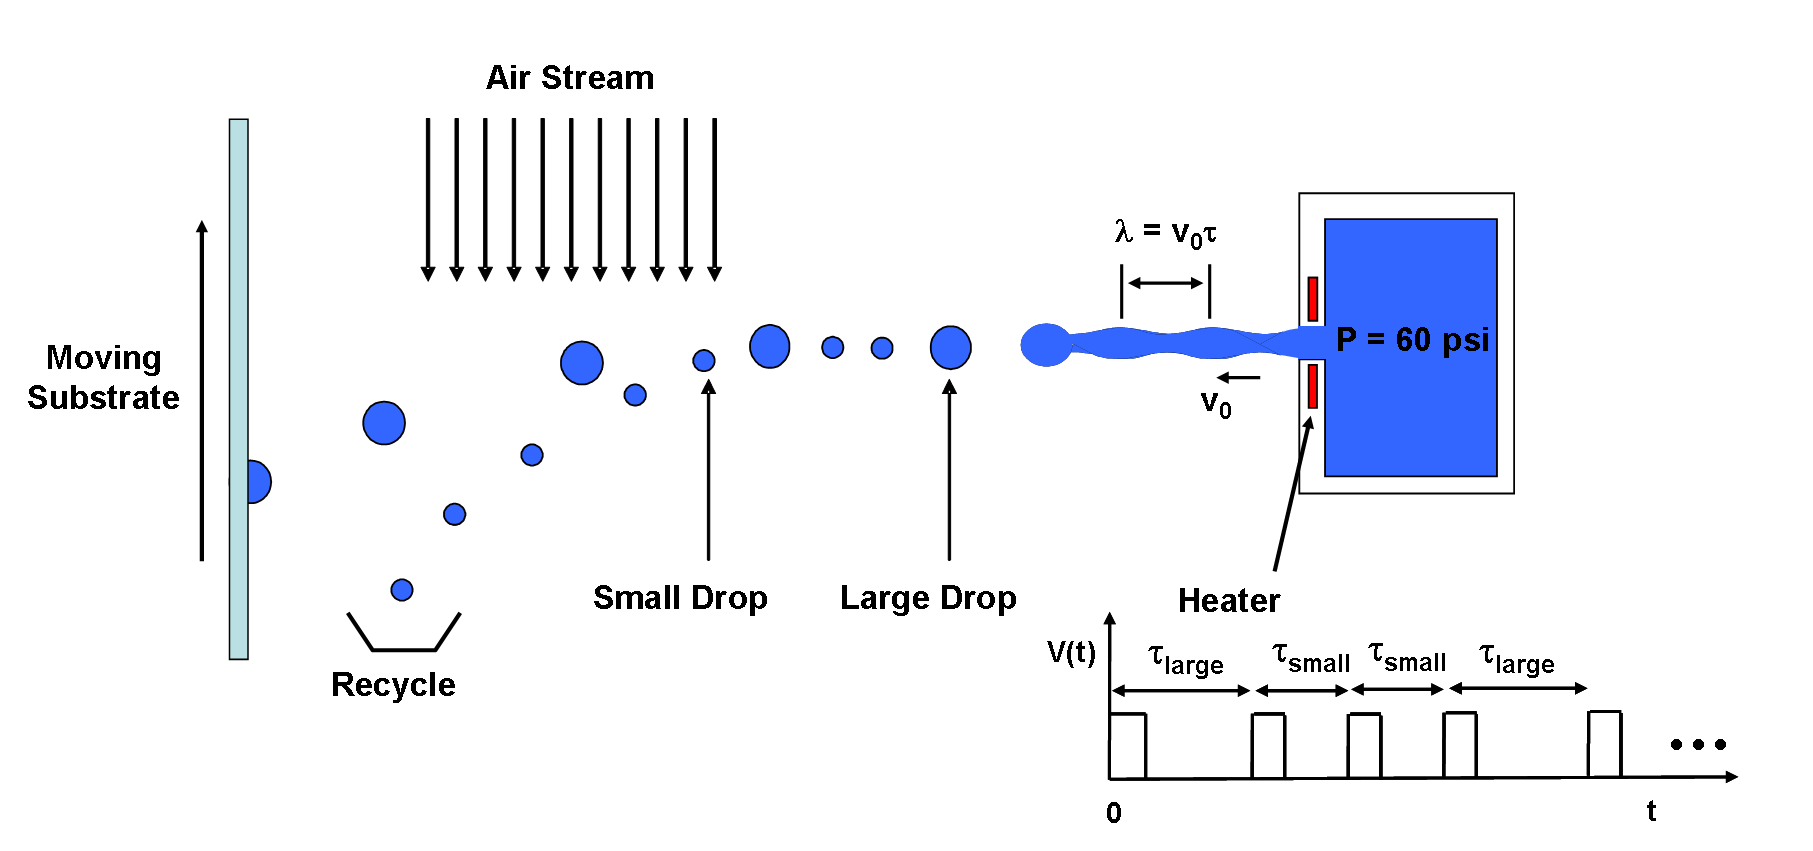 Air Stream
λ = v₀τ
P = 60 psi
Moving
Substrate
v₀
Small Drop
Large Drop
Heater
Recycle
V(t)
τlarge
τsmall
τsmall
τlarge
0
t